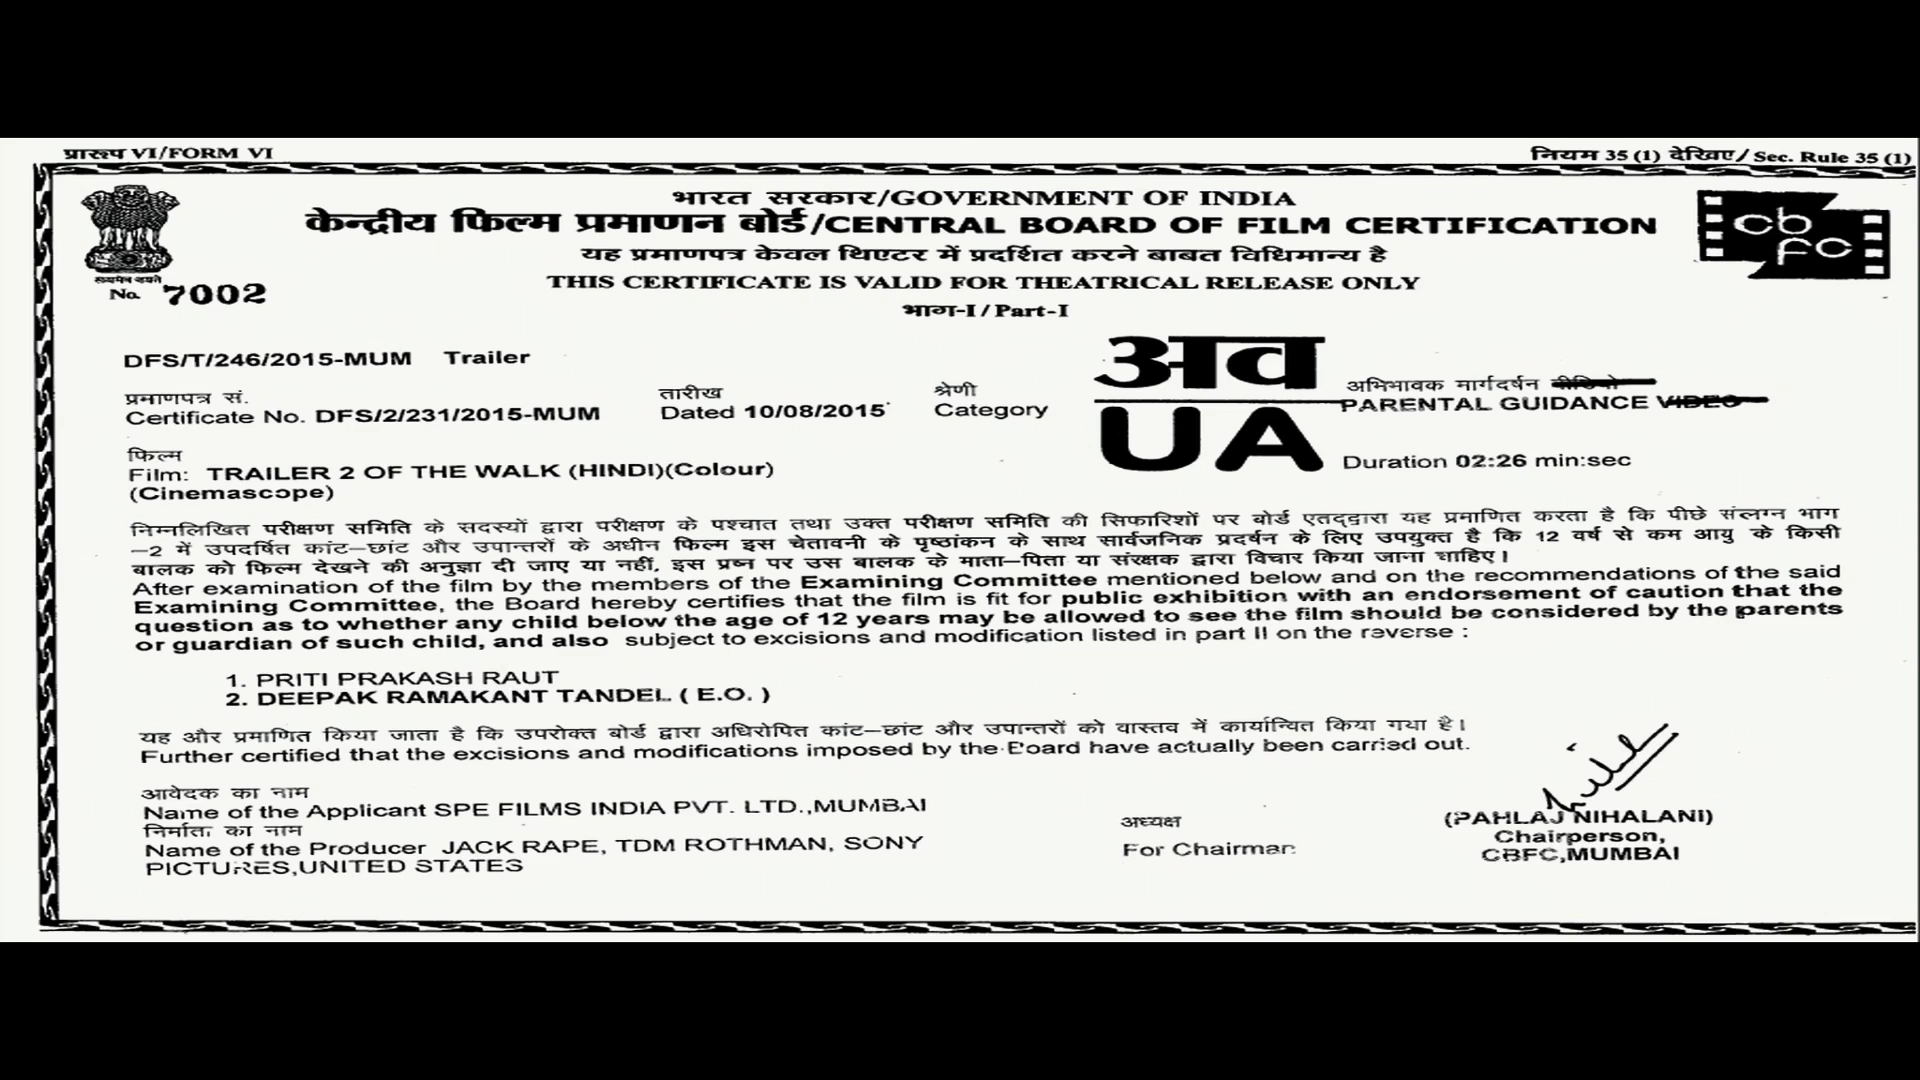 प्रारूप VI/FORM VI
नियम 35 (1) देखिए/ Sec. Rule 35 (1)
भारत सरकार/GOVERNMENT OF INDIA
केन्द्रीय फिल्म प्रमाणन बोर्ड/CENTRAL BOARD OF FILM CERTIFICATION
cbfc
यह प्रमाणपत्र केवल थिएटर में प्रदर्शित करने बाबत विधिमान्य है
सत्यमेव जयते
THIS CERTIFICATE IS VALID FOR THEATRICAL RELEASE ONLY
No. 7002
भाग-I / Part-I
DFS/T/246/2015-MUM Trailer
अव
प्रमाणपत्र सं. तारीख श्रेणी अभिभावक मार्गदर्षन वीडियो
Certificate No. DFS/2/231/2015-MUM Dated 10/08/2015 Category PARENTAL GUIDANCE VIDEO
UA
फिल्म
Film: TRAILER 2 OF THE WALK (HINDI)(Colour) Duration 02:26 min:sec
(Cinemascope)
निम्नलिखित परीक्षण समिति के सदस्यों द्वारा परीक्षण के पश्चात तथा उक्त परीक्षण समिति की सिफारिशों पर बोर्ड एतद्द्वारा यह प्रमाणित करता है कि पीछे संलग्न भाग
–2 में उपदर्षित कांट–छांट और उपान्तरों के अधीन फिल्म इस चेतावनी के पृष्ठांकन के साथ सार्वजनिक प्रदर्षन के लिए उपयुक्त है कि 12 वर्ष से कम आयु के किसी
बालक को फिल्म देखने की अनुज्ञा दी जाए या नहीं, इस प्रष्न पर उस बालक के माता–पिता या संरक्षक द्वारा विचार किया जाना चाहिए।
After examination of the film by the members of the Examining Committee mentioned below and on the recommendations of the said
Examining Committee, the Board hereby certifies that the film is fit for public exhibition with an endorsement of caution that the
question as to whether any child below the age of 12 years may be allowed to see the film should be considered by the parents
or guardian of such child, and also subject to excisions and modification listed in part II on the reverse :
1. PRITI PRAKASH RAUT
2. DEEPAK RAMAKANT TANDEL ( E.O. )
यह और प्रमाणित किया जाता है कि उपरोक्त बोर्ड द्वारा अधिरोपित कांट–छांट और उपान्तरों को वास्तव में कार्यान्वित किया गया है।
Further certified that the excisions and modifications imposed by the Board have actually been carried out.
आवेदक का नाम
Name of the Applicant SPE FILMS INDIA PVT. LTD.,MUMBAI
निर्माता का नाम
Name of the Producer JACK RAPE, TDM ROTHMAN, SONY
PICTURES,UNITED STATES
अध्यक्ष
For Chairman
(PAHLAJ NIHALANI)
Chairperson,
CBFC,MUMBAI